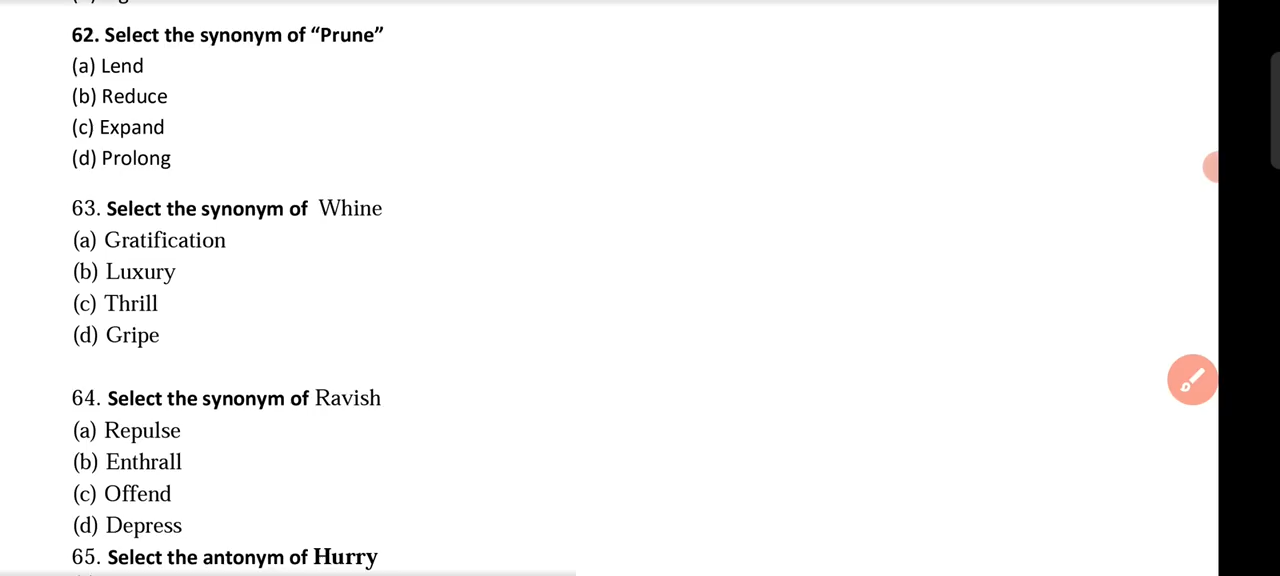 62. Select the synonym of “Prune”
(a) Lend
(b) Reduce
(c) Expand
(d) Prolong
63. Select the synonym of Whine
(a) Gratification
(b) Luxury
(c) Thrill
(d) Gripe
64. Select the synonym of Ravish
(a) Repulse
(b) Enthrall
(c) Offend
(d) Depress
65. Select the antonym of Hurry